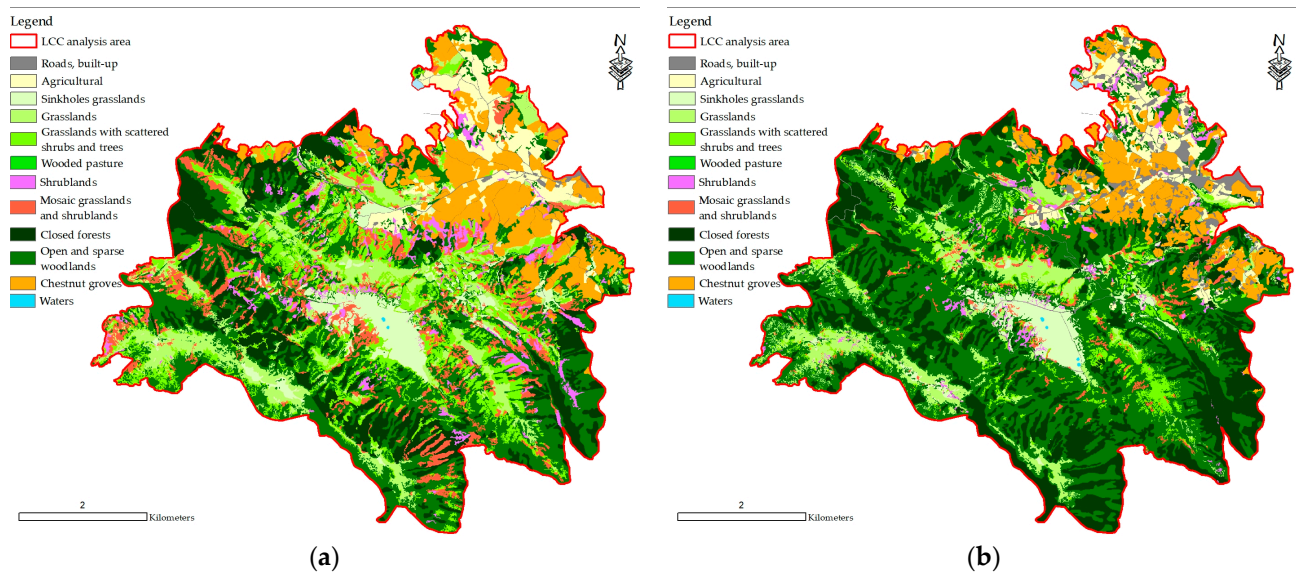 Legend
LCC analysis area
Roads, built-up
Agricultural
Sinkholes grasslands
Grasslands
Grasslands with scattered
shrubs and trees
Wooded pasture
Shrublands
Mosaic grasslands
and shrublands
Closed forests
Open and sparse
woodlands
Chestnut groves
Waters
N
2
Kilometers
(a)
Legend
LCC analysis area
Roads, built-up
Agricultural
Sinkholes grasslands
Grasslands
Grasslands with scattered
shrubs and trees
Wooded pasture
Shrublands
Mosaic grasslands
and shrublands
Closed forests
Open and sparse
woodlands
Chestnut groves
Waters
N
2
Kilometers
(b)